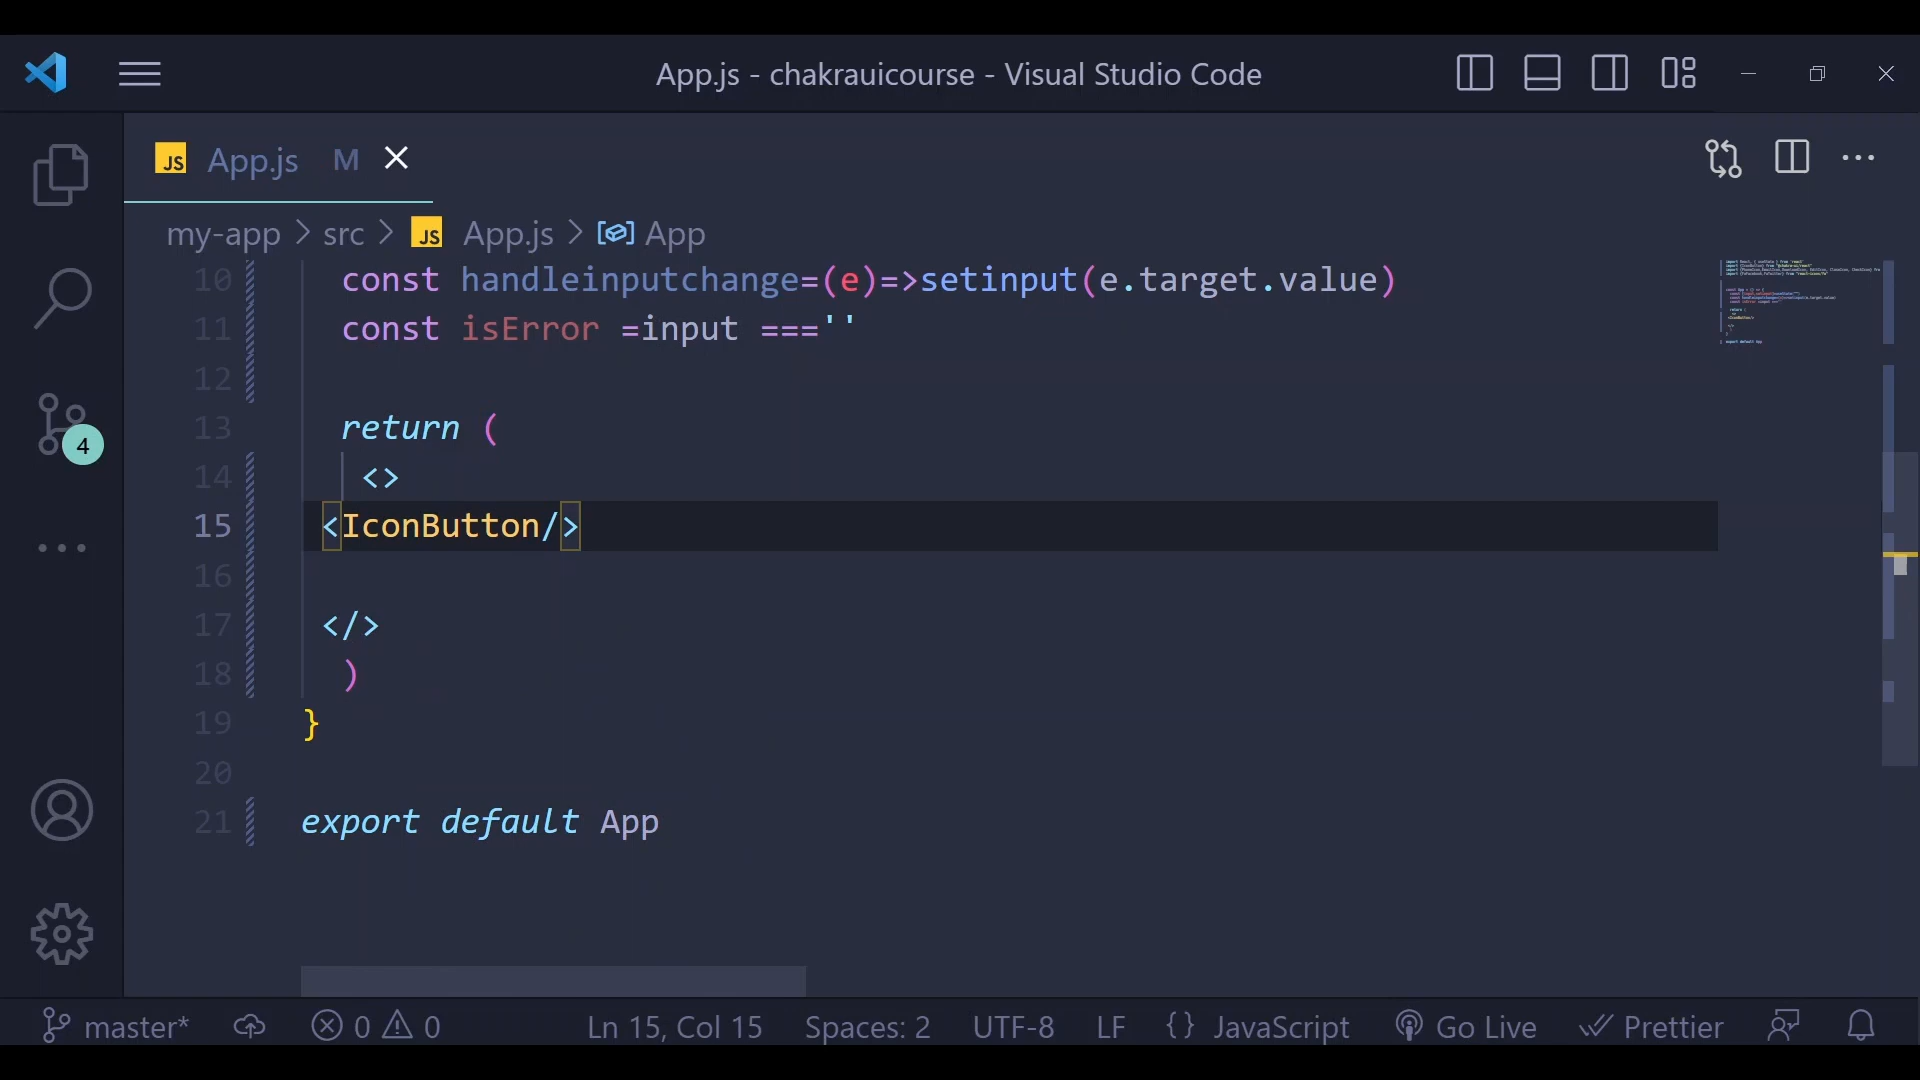 App.js - chakrauicourse - Visual Studio Code
JS App.js M
my-app > src > JS App.js > App
10 const handleinputchange=(e)=>setinput(e.target.value)
11 const isError =input ===''
12
13 return (
14 <>
15 <IconButton/>
16
17 </>
18 )
19 }
20
21 export default App
4
master* 0 0 Ln 15, Col 15 Spaces: 2 UTF-8 LF {} JavaScript Go Live Prettier